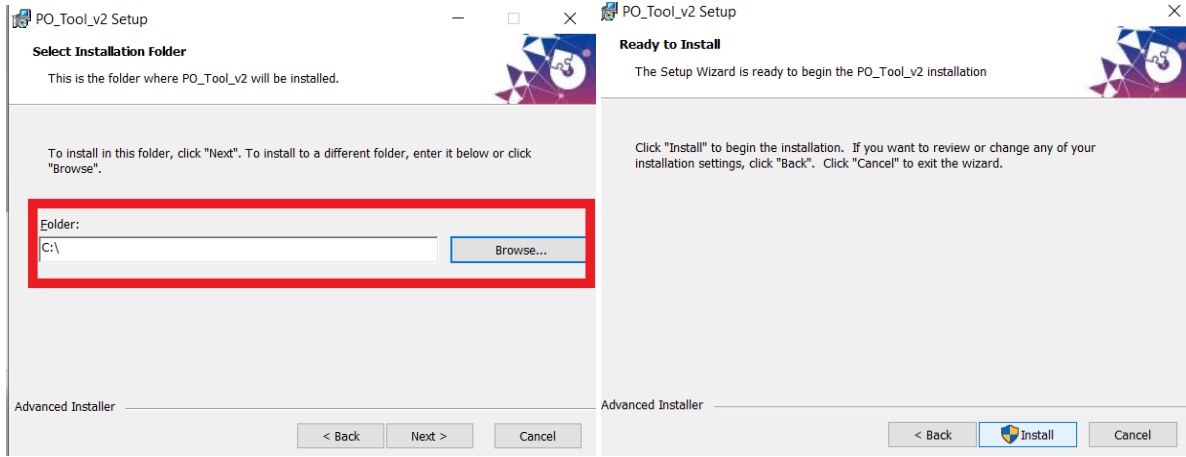 PO_Tool_v2 Setup
Select Installation Folder
This is the folder where PO_Tool_v2 will be installed.
To install in this folder, click "Next". To install to a different folder, enter it below or click
"Browse".
Folder:
C:\
Browse...
Advanced Installer
< Back
Next >
Cancel
PO_Tool_v2 Setup
Ready to Install
The Setup Wizard is ready to begin the PO_Tool_v2 installation
Click "Install" to begin the installation. If you want to review or change any of your
installation settings, click "Back". Click "Cancel" to exit the wizard.
Advanced Installer
< Back
Install
Cancel